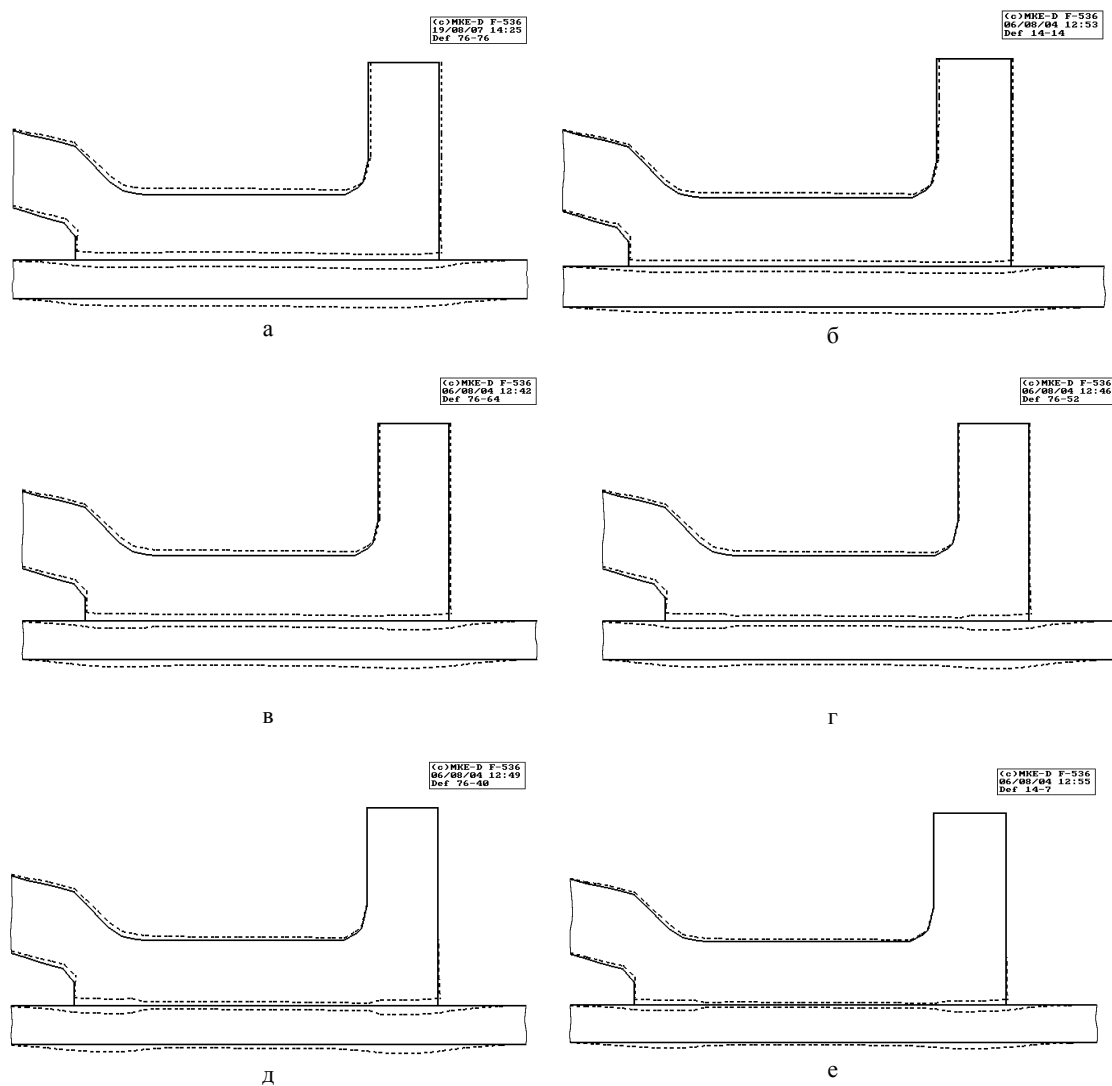 (c)MKE-D F-536
19/08/07 14:25
Def 76-76
(c)MKE-D F-536
06/08/04 12:53
Def 14-14
а
б
(c)MKE-D F-536
06/08/04 12:42
Def 76-64
(c)MKE-D F-536
06/08/04 12:46
Def 76-52
в
г
(c)MKE-D F-536
06/08/04 12:49
Def 76-40
(c)MKE-D F-536
06/08/04 12:55
Def 14-7
д
е